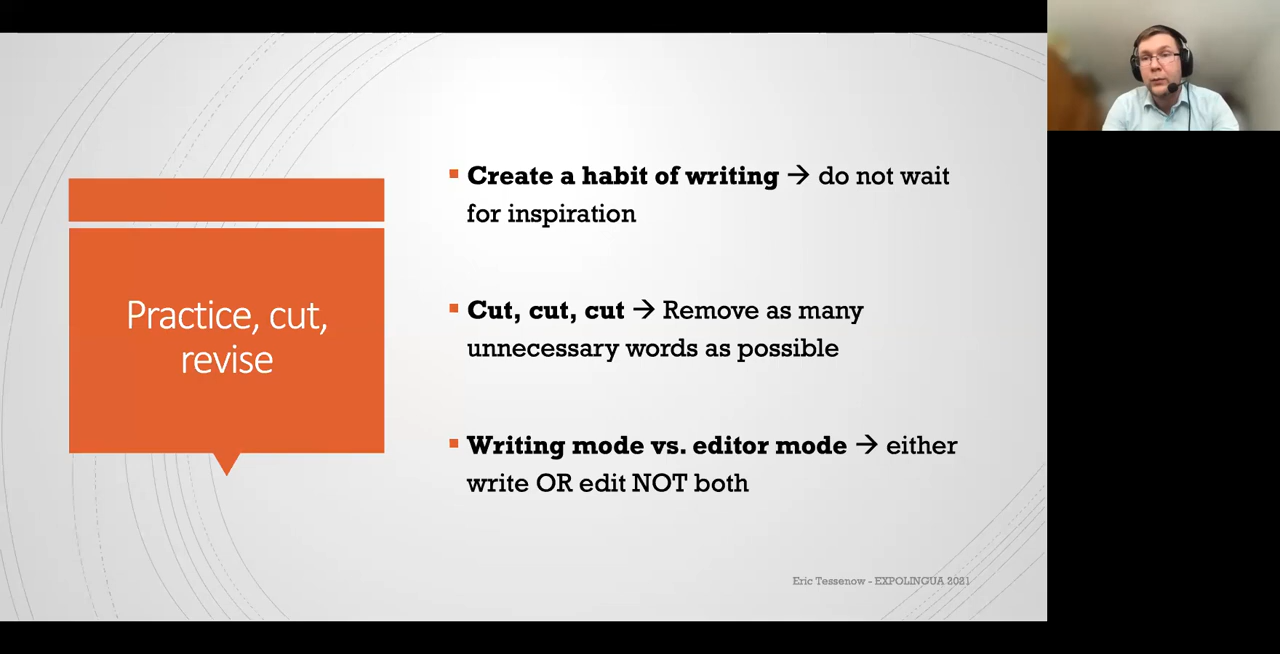 Practice, cut,
revise
Create a habit of writing → do not wait
for inspiration
Cut, cut, cut → Remove as many
unnecessary words as possible
Writing mode vs. editor mode → either
write OR edit NOT both
Eric Tessenow - EXPOLINGUA 2021